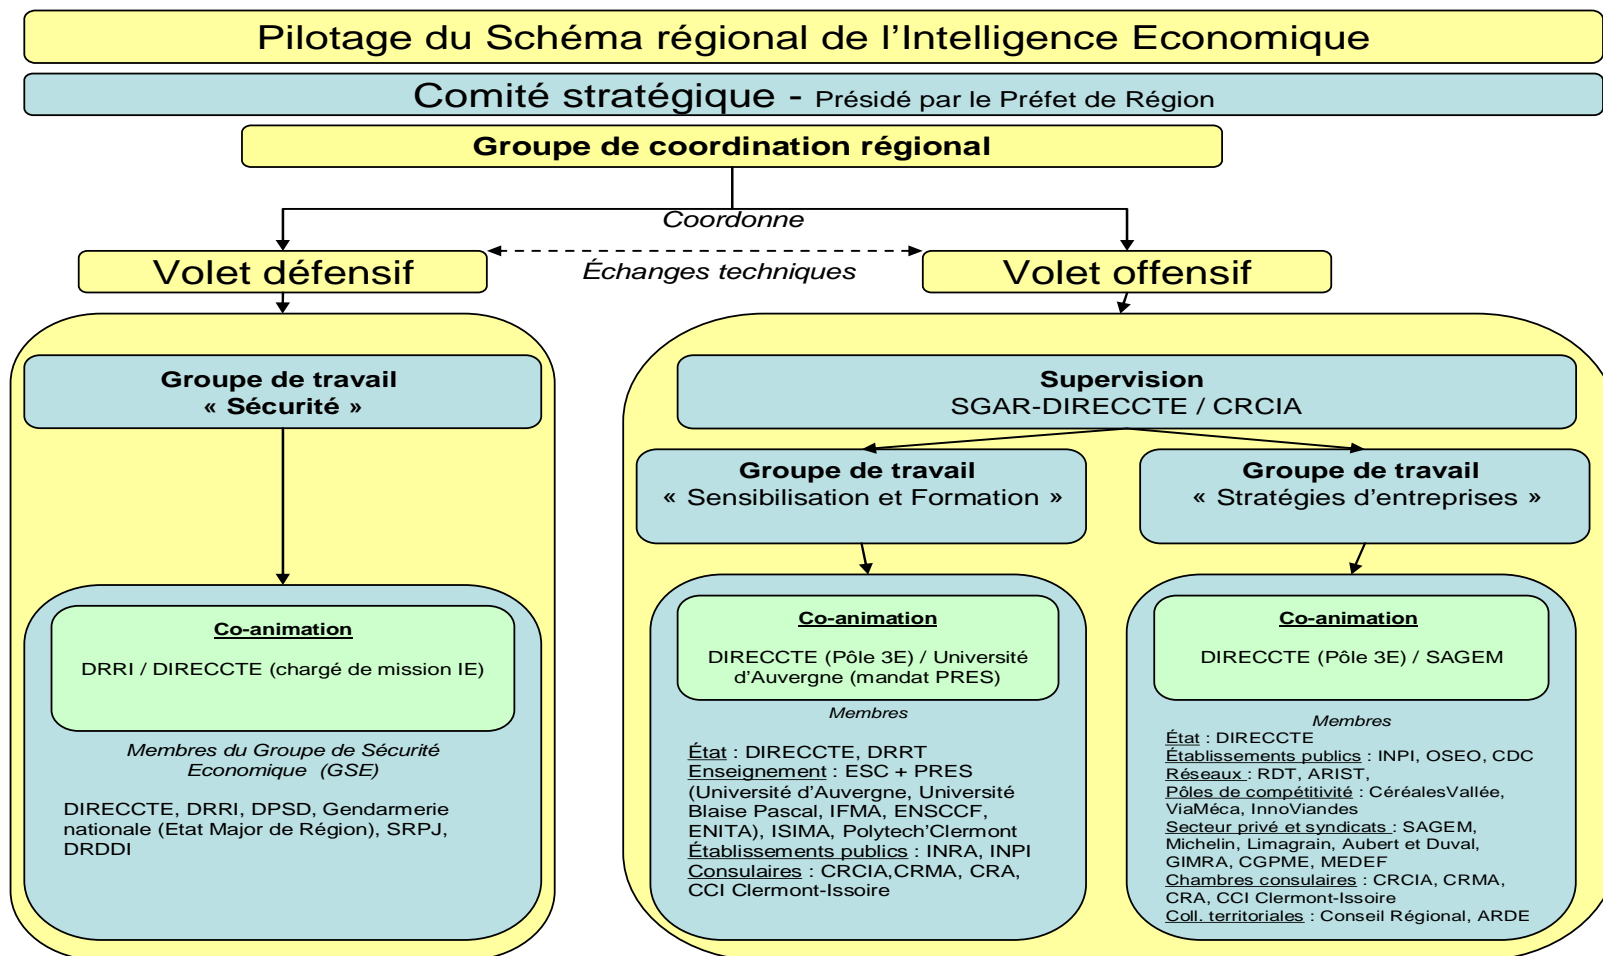 Pilotage du Schéma régional de l'Intelligence Economique
Comité stratégique - Présidé par le Préfet de Région
Groupe de coordination régional
Coordonne
Échanges techniques
Volet défensif
Volet offensif
Groupe de travail
« Sécurité »
Co-animation
DRRI / DIRECCTE (chargé de mission IE)
Membres du Groupe de Sécurité
Economique (GSE)
DIRECCTE, DRRI, DPSD, Gendarmerie
nationale (Etat Major de Région), SRPJ,
DRDDI
Supervision
SGAR-DIRECCTE / CRCIA
Groupe de travail
« Sensibilisation et Formation »
Co-animation
DIRECCTE (Pôle 3E) / Université
d'Auvergne (mandat PRES)
Membres
État : DIRECCTE, DRRT
Enseignement : ESC + PRES
(Université d'Auvergne, Université
Blaise Pascal, IFMA, ENSCCF,
ENITA), ISIMA, Polytech'Clermont
Établissements publics : INRA, INPI
Consulaires : CRCIA,CRMA, CRA,
CCI Clermont-Issoire
Groupe de travail
« Stratégies d'entreprises »
Co-animation
DIRECCTE (Pôle 3E) / SAGEM
Membres
État : DIRECCTE
Établissements publics : INPI, OSEO, CDC
Réseaux : RDT, ARIST,
Pôles de compétitivité : CéréalesVallée,
ViaMéca, InnoViandes
Secteur privé et syndicats : SAGEM,
Michelin, Limagrain, Aubert et Duval,
GIMRA, CGPME, MEDEF
Chambres consulaires : CRCIA, CRMA,
CRA, CCI Clermont-Issoire
Coll. territoriales : Conseil Régional, ARDE